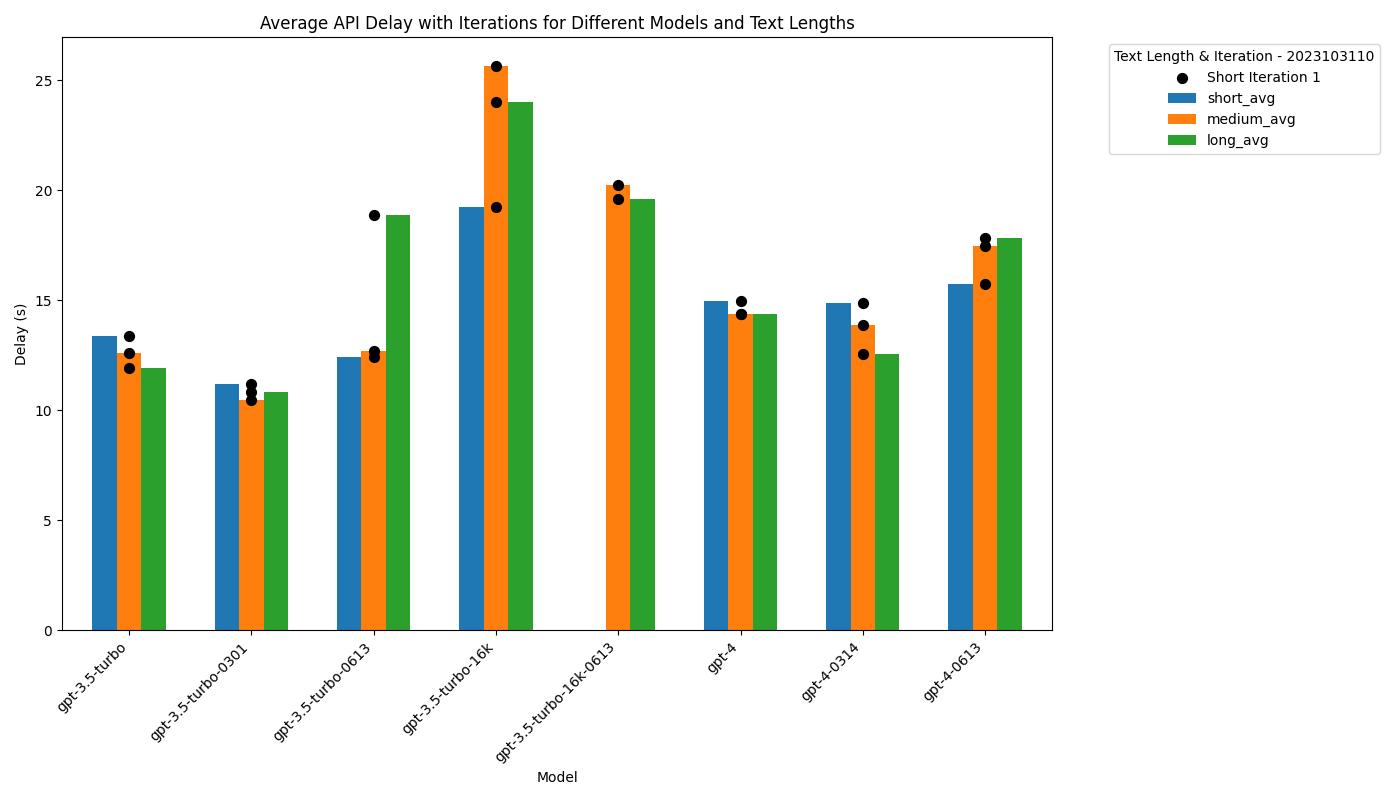 Average API Delay with Iterations for Different Models and Text Lengths
Text Length & Iteration - 2023103110
Short Iteration 1
short_avg
medium_avg
long_avg
Delay (s)
25
20
15
10
5
0
gpt-3.5-turbo
gpt-3.5-turbo-0301
gpt-3.5-turbo-0613
gpt-3.5-turbo-16k
gpt-3.5-turbo-16k-0613
gpt-4
gpt-4-0314
gpt-4-0613
Model